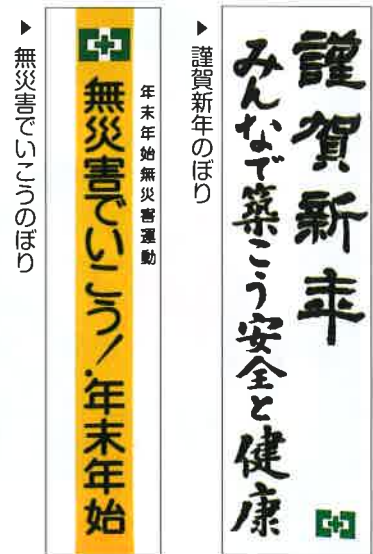 ▶謹賀新年のぼり
謹賀新年
みんなで築こう安全と健康
▶無災害でいこうのぼり
年末年始無災害運動
無災害でいこう!年末年始